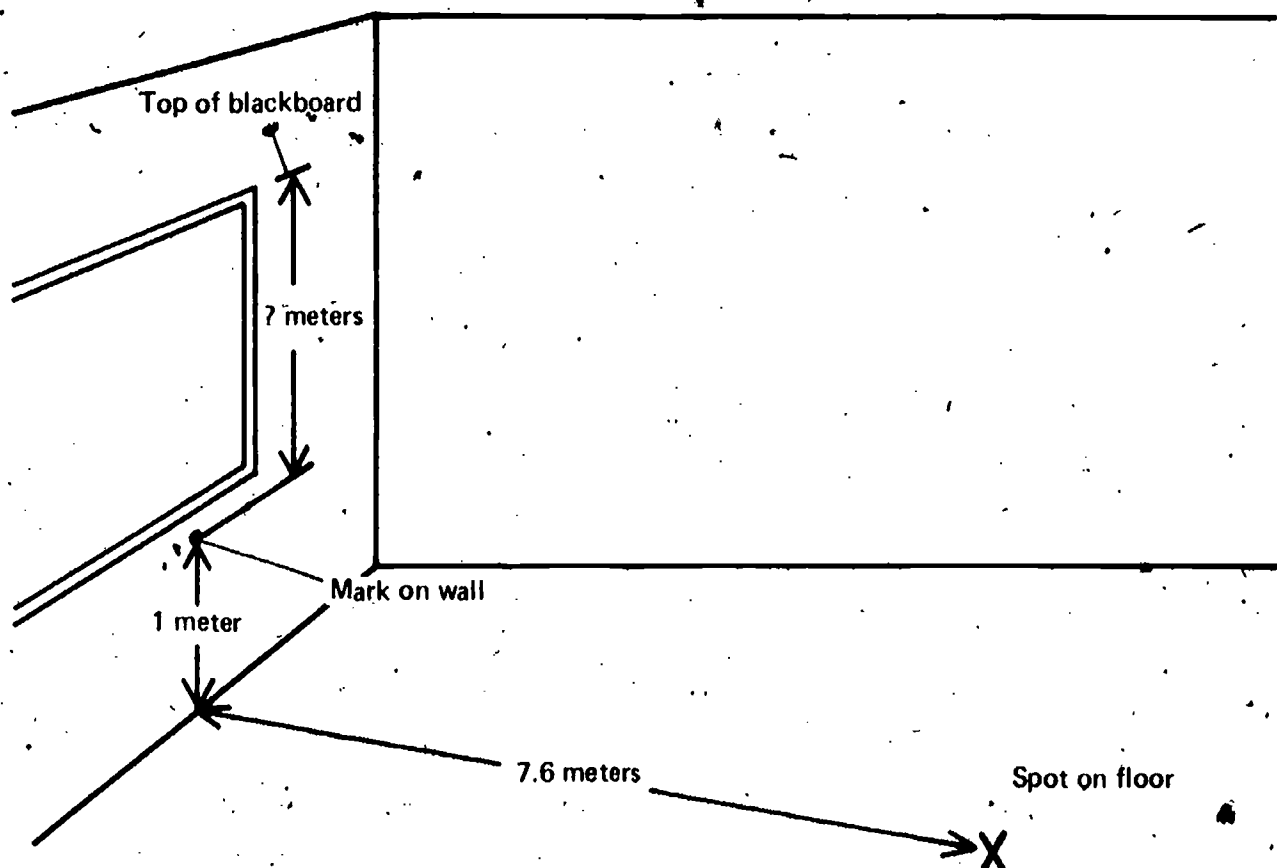 Top of blackboard
? meters
Mark on wall
1 meter
7.6 meters
Spot on floor
X